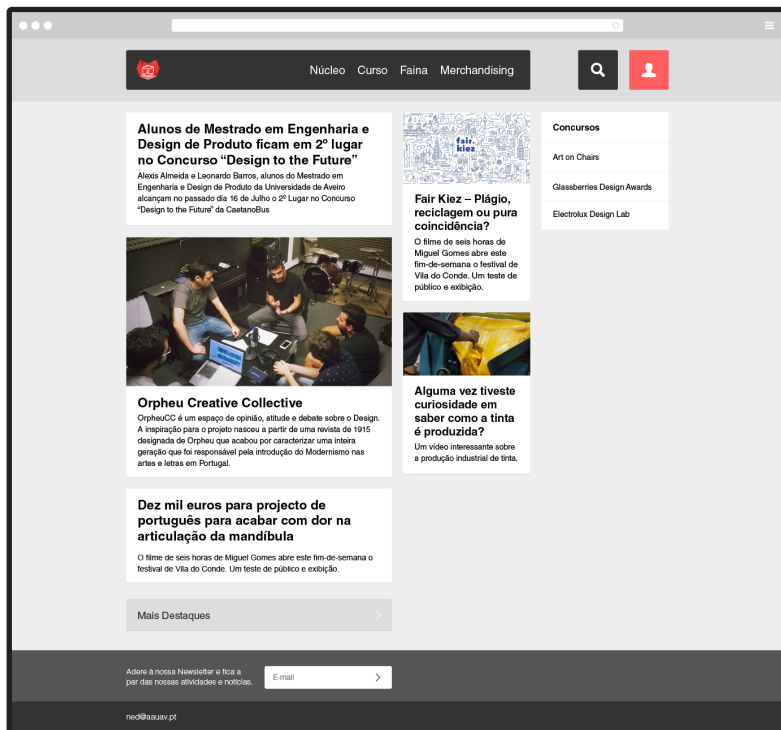 Núcleo Curso Faina Merchandising
Alunos de Mestrado em Engenharia e
Design de Produto ficam em 2º lugar
no Concurso “Design to the Future”
Alexis Almeida e Leonardo Barros, alunos do Mestrado em
Engenharia e Design de Produto da Universidade de Aveiro
alcançam no passado dia 16 de Julho o 2º Lugar no Concurso
“Design to the Future” da CaetanoBus
Orpheu Creative Collective
OrpheuCC é um espaço de opinião, atitude e debate sobre o Design.
A inspiração para o projeto nasceu a partir de uma revista de 1915
designada de Orpheu que acabou por caracterizar uma inteira
geração que foi responsável pela introdução do Modernismo nas
artes e letras em Portugal.
Dez mil euros para projecto de
português para acabar com dor na
articulação da mandíbula
O filme de seis horas de Miguel Gomes abre este fim-de-semana o
festival de Vila do Conde. Um teste de público e exibição.
Mais Destaques
fair.
kiez
Fair Kiez – Plágio,
reciclagem ou pura
coincidência?
O filme de seis horas de
Miguel Gomes abre este
fim-de-semana o festival de
Vila do Conde. Um teste de
público e exibição.
Alguma vez tiveste
curiosidade em
saber como a tinta
é produzida?
Um vídeo interessante sobre
a produção industrial de tinta.
Concursos
Art on Chairs
Glassberries Design Awards
Electrolux Design Lab
Adere à nossa Newsletter e fica a
par das nossas atividades e notícias.
E-mail
ned@aauav.pt